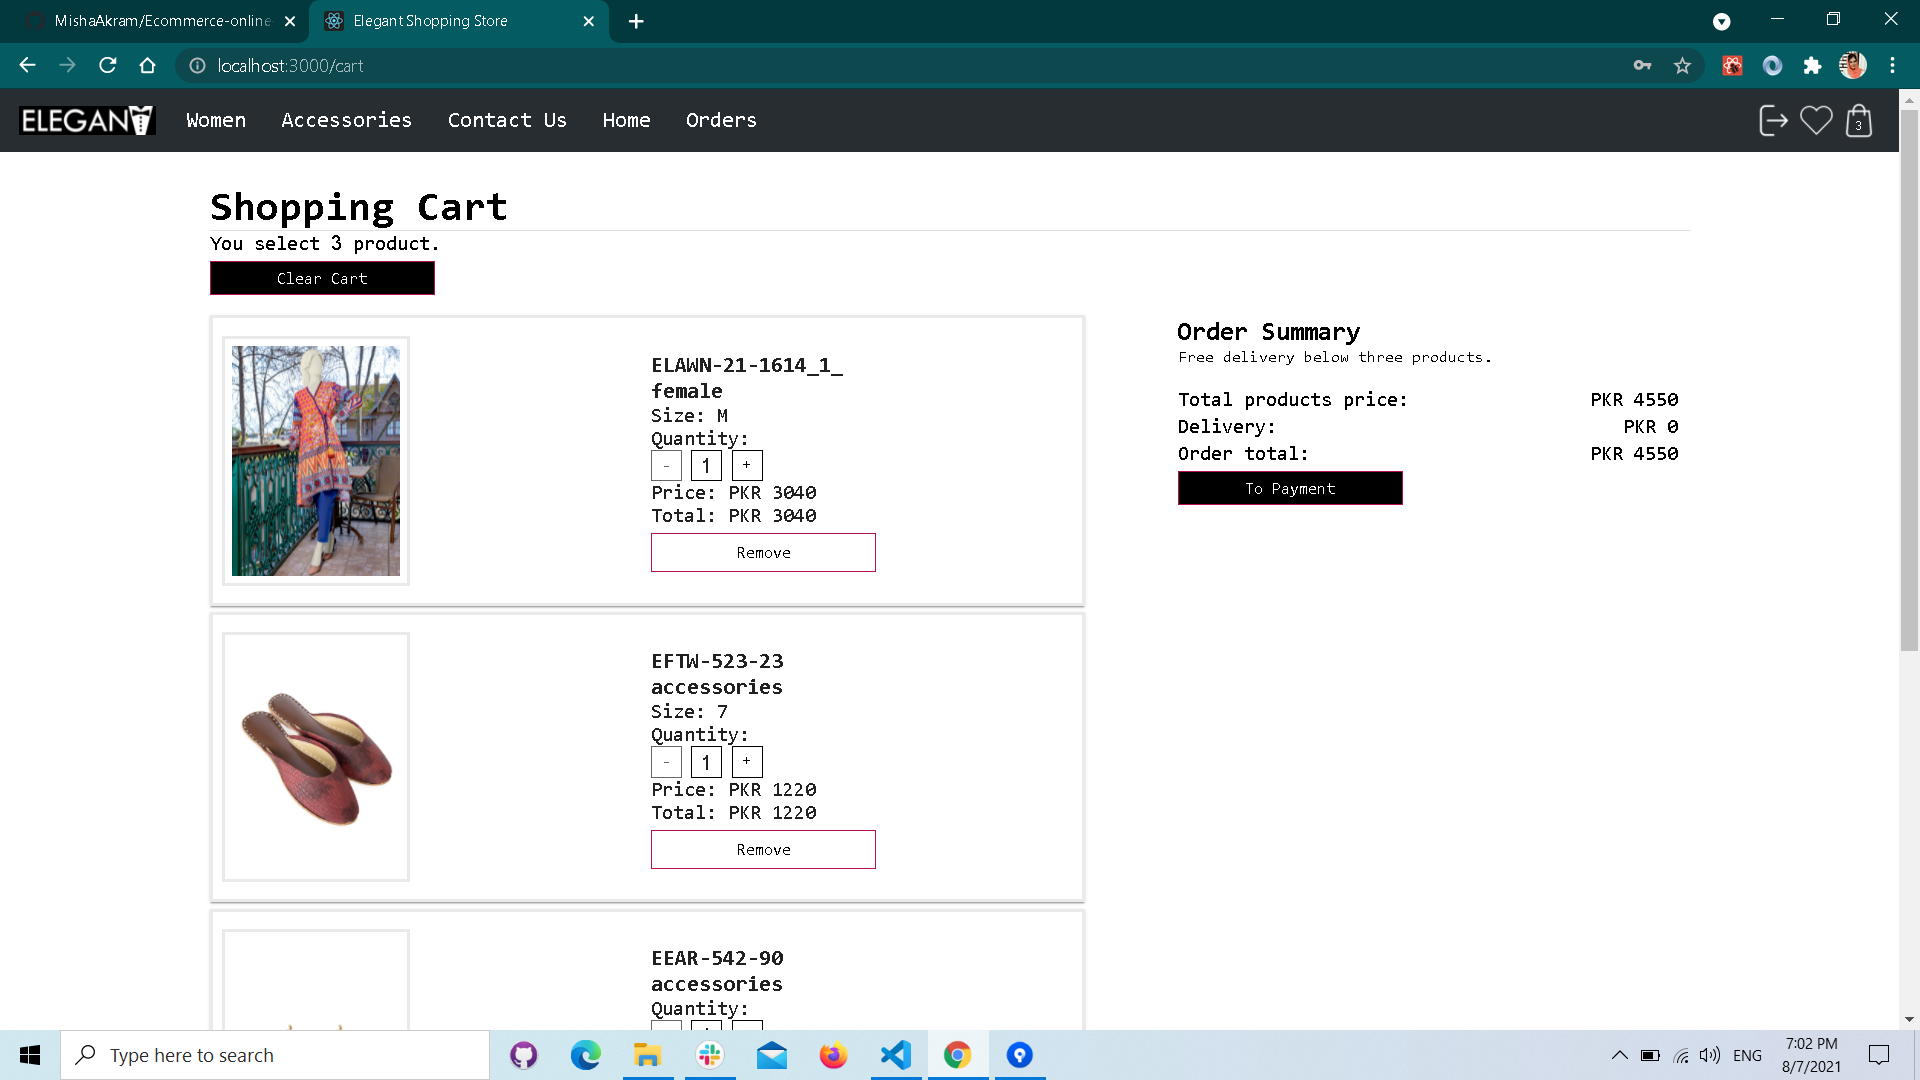 MishaAkram/Ecommerce-online
Elegant Shopping Store
localhost:3000/cart
ELEGANT
Women
Accessories
Contact Us
Home
Orders
3
Shopping Cart
You select 3 product.
Clear Cart
ELAWN-21-1614_1_
female
Size: M
Quantity:
- 1 +
Price: PKR 3040
Total: PKR 3040
Remove
EFTW-523-23
accessories
Size: 7
Quantity:
- 1 +
Price: PKR 1220
Total: PKR 1220
Remove
EEAR-542-90
accessories
Quantity:
Order Summary
Free delivery below three products.
Total products price: PKR 4550
Delivery: PKR 0
Order total: PKR 4550
To Payment
Type here to search
ENG
7:02 PM
8/7/2021